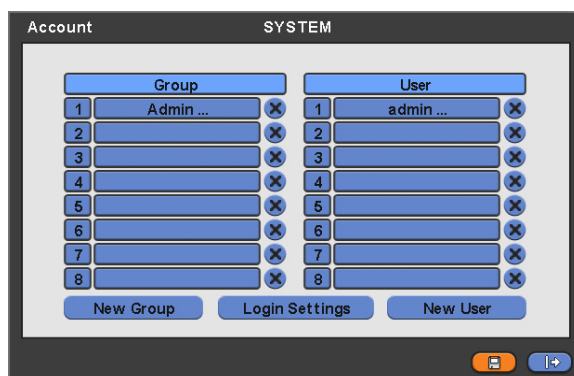 Account SYSTEM
Group User
1 Admin ... 1 admin ...
2 2
3 3
4 4
5 5
6 6
7 7
8 8
New Group Login Settings New User